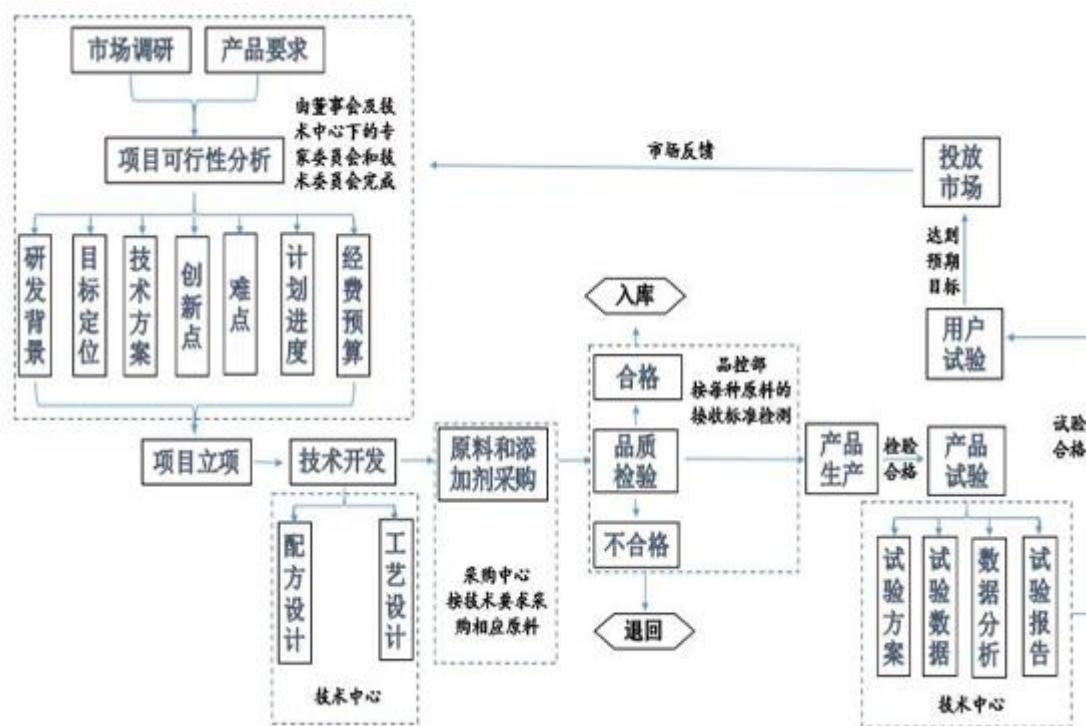 市场调研
产品要求
由董事会及技
术中心下的专
家委员会和技
术委员会完成
项目可行性分析
研发背景
目标定位
技术方案
创新点
难点
计划进度
经费预算
市场反馈
投放
市场
达到
预期
目标
用户
试验
入库
合格
品控部
按每种原料的
接收标准检测
项目立项
技术开发
原料和添
加剂采购
品质
检验
产品
生产
检验
合格
产品
试验
试验
合格
不合格
退回
配方设计
工艺设计
技术中心
采购中心
按技术要求采
购相应原料
试验方案
试验数据
数据分析
试验报告
技术中心